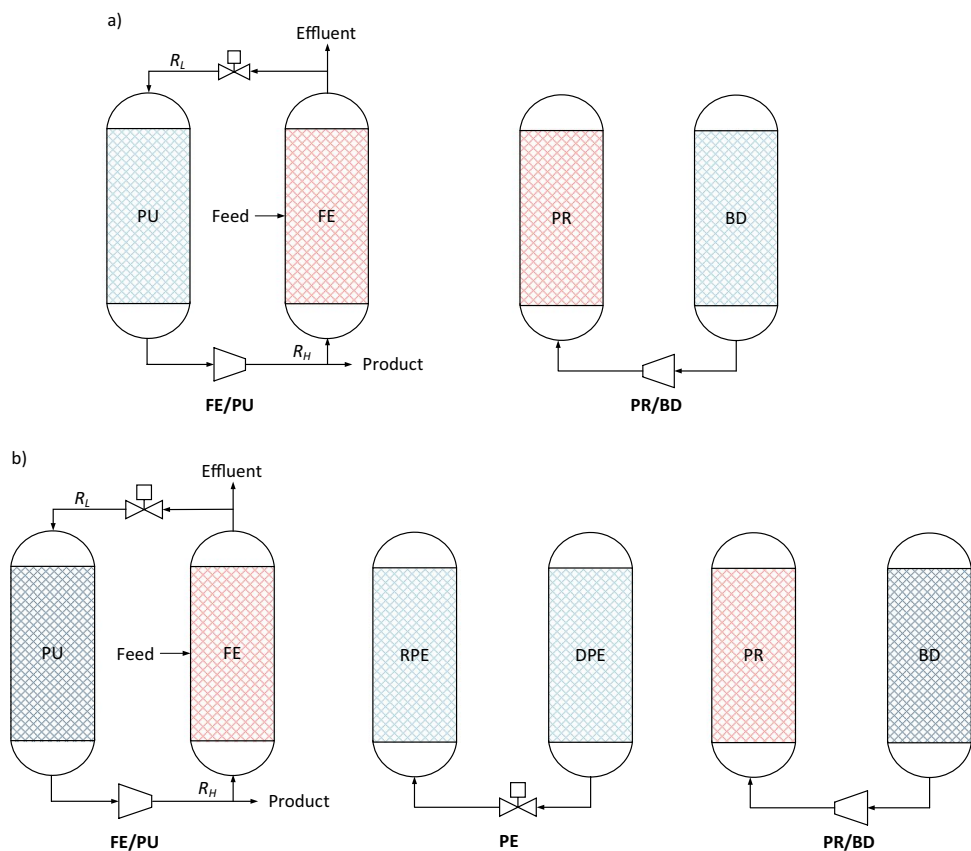 a)
Effluent
R_L
PU
Feed
FE
R_H
Product
FE/PU
PR
BD
PR/BD
b)
Effluent
R_L
PU
Feed
FE
R_H
Product
FE/PU
RPE
DPE
PE
PR
BD
PR/BD